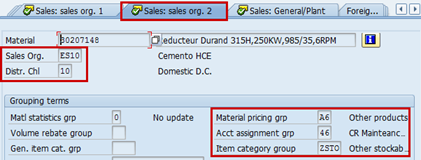 Sales: sales org. 1 Sales: sales org. 2 Sales: General/Plant Foreig...
Material 30207148 educteur Durand 315H,250KW,985/35,6RPM
Sales Org. ES10 Cemento HCE
Distr. Chl 10 Domestic D.C.
Grouping terms
Matl statistics grp 0 No update Material pricing grp A6 Other products
Volume rebate group Acct assignment grp 46 CR Mainteanc..
Gen. item cat. grp Item category group ZSTO Other stockab..